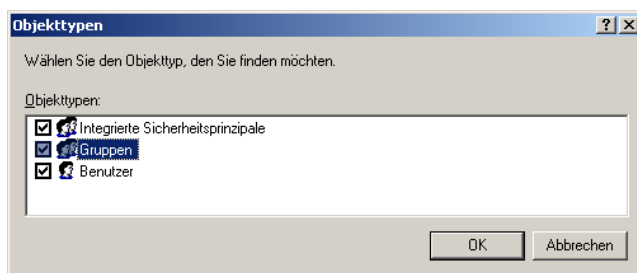 Objekttypen
Wählen Sie den Objekttyp, den Sie finden möchten.
Objekttypen:
Integrierte Sicherheitsprinzipale
Gruppen
Benutzer
OK Abbrechen